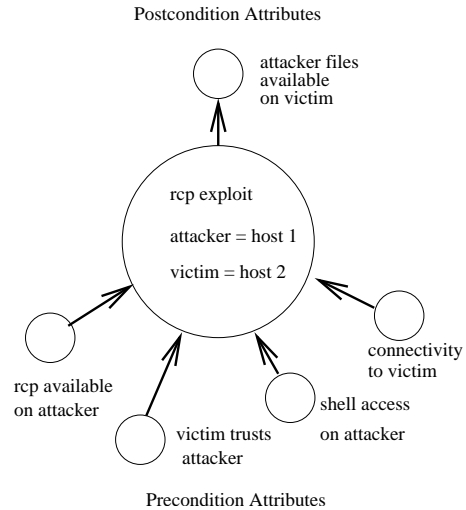 Postcondition Attributes
attacker files
available
on victim
rcp exploit
attacker = host 1
victim = host 2
rcp available
on attacker
victim trusts
attacker
shell access
on attacker
connectivity
to victim
Precondition Attributes